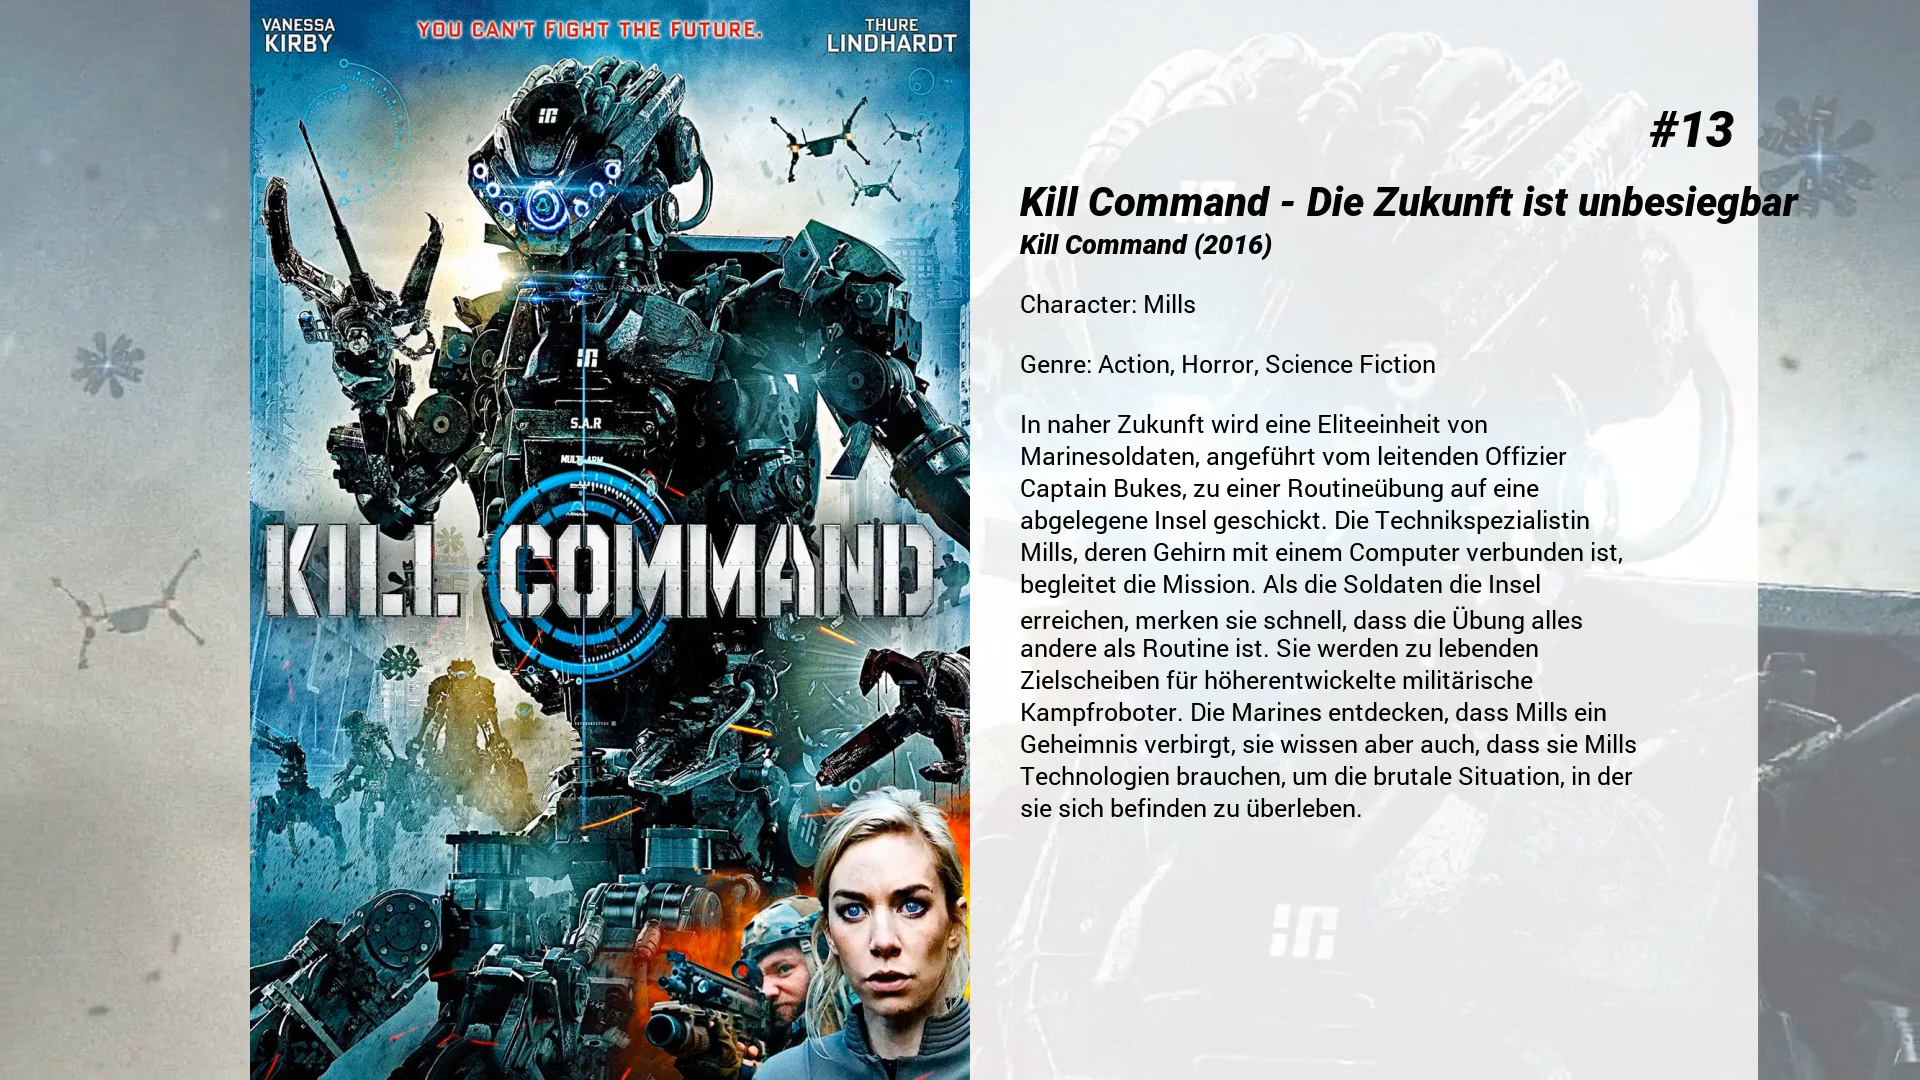 VANESSA
KIRBY
YOU CAN'T FIGHT THE FUTURE.
THURE
LINDHARDT
S.A.R
MULTI-ARM
KILL COMMAND
#13
Kill Command - Die Zukunft ist unbesiegbar
Kill Command (2016)
Character: Mills
Genre: Action, Horror, Science Fiction
In naher Zukunft wird eine Eliteeinheit von
Marinesoldaten, angeführt vom leitenden Offizier
Captain Bukes, zu einer Routineübung auf eine
abgelegene Insel geschickt. Die Technikspezialistin
Mills, deren Gehirn mit einem Computer verbunden ist,
begleitet die Mission. Als die Soldaten die Insel
erreichen, merken sie schnell, dass die Übung alles
andere als Routine ist. Sie werden zu lebenden
Zielscheiben für höherentwickelte militärische
Kampfroboter. Die Marines entdecken, dass Mills ein
Geheimnis verbirgt, sie wissen aber auch, dass sie Mills
Technologien brauchen, um die brutale Situation, in der
sie sich befinden zu überleben.